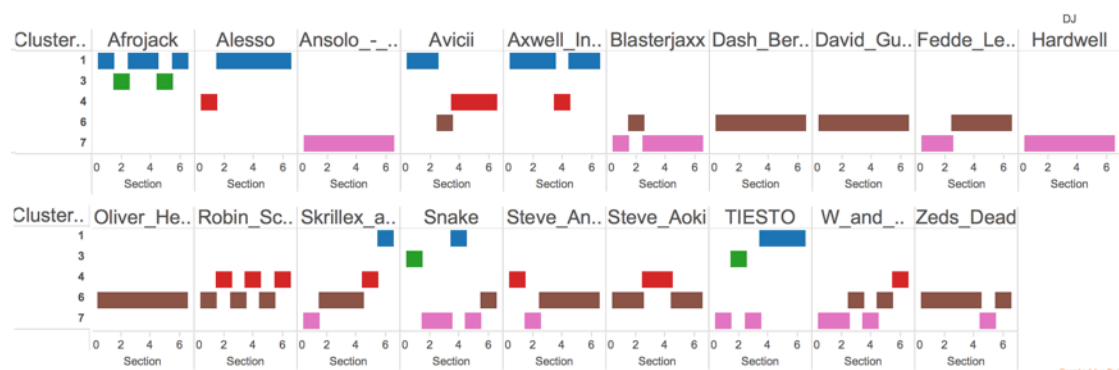 DJ
Cluster.. Afrojack Alesso Ansolo_-_.. Avicii Axwell_In.. Blasterjaxx Dash_Ber.. David_Gu.. Fedde_Le.. Hardwell
1
3
4
6
7
0 2 4 6 0 2 4 6 0 2 4 6 0 2 4 6 0 2 4 6 0 2 4 6 0 2 4 6 0 2 4 6 0 2 4 6 0 2 4 6
Section Section Section Section Section Section Section Section Section Section
Cluster.. Oliver_He.. Robin_Sc.. Skrillex_a.. Snake Steve_An.. Steve_Aoki TIESTO W_and_.. Zeds_Dead
1
3
4
6
7
0 2 4 6 0 2 4 6 0 2 4 6 0 2 4 6 0 2 4 6 0 2 4 6 0 2 4 6 0 2 4 6 0 2 4 6
Section Section Section Section Section Section Section Section Section